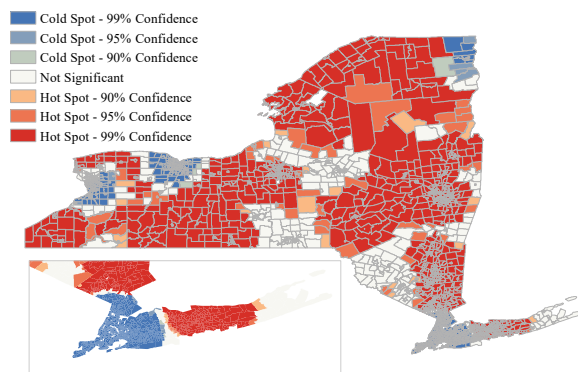 Cold Spot - 99% Confidence
Cold Spot - 95% Confidence
Cold Spot - 90% Confidence
Not Significant
Hot Spot - 90% Confidence
Hot Spot - 95% Confidence
Hot Spot - 99% Confidence